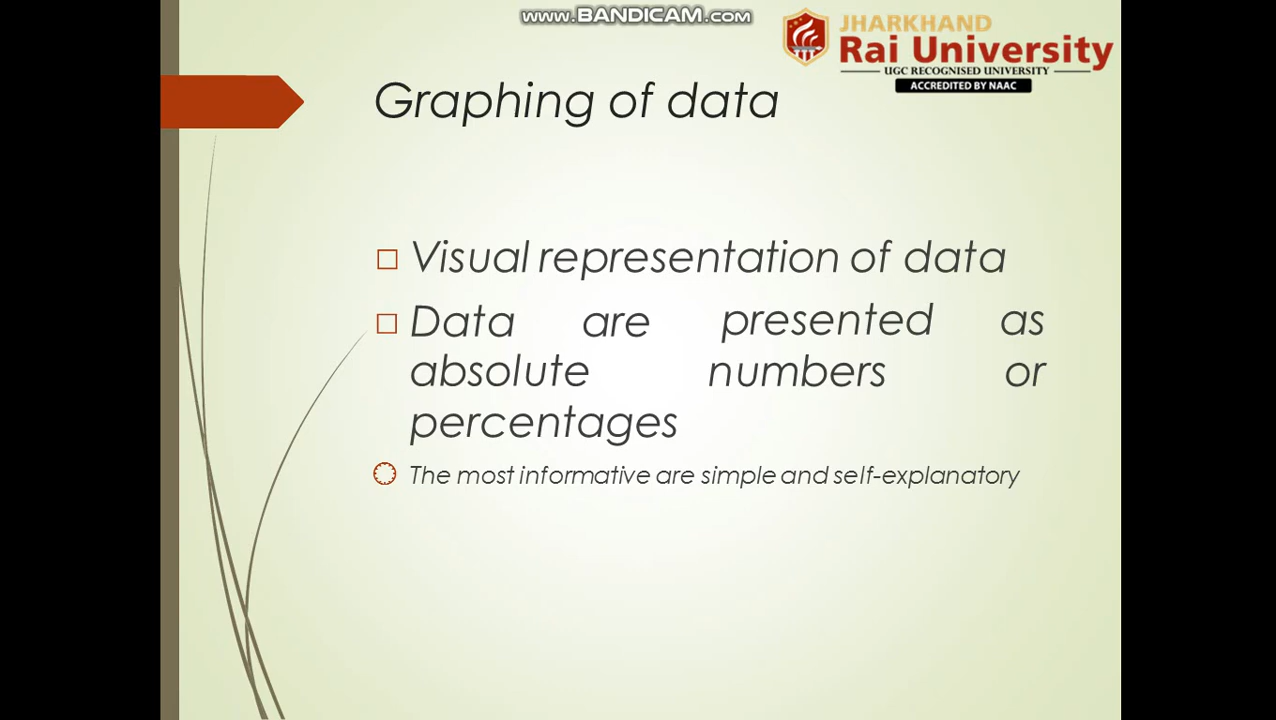 www.BANDICAM.com
JHARKHAND
Rai University
UGC RECOGNISED UNIVERSITY
ACCREDITED BY NAAC
Graphing of data
Visual representation of data
Data are presented as
absolute numbers or
percentages
The most informative are simple and self-explanatory